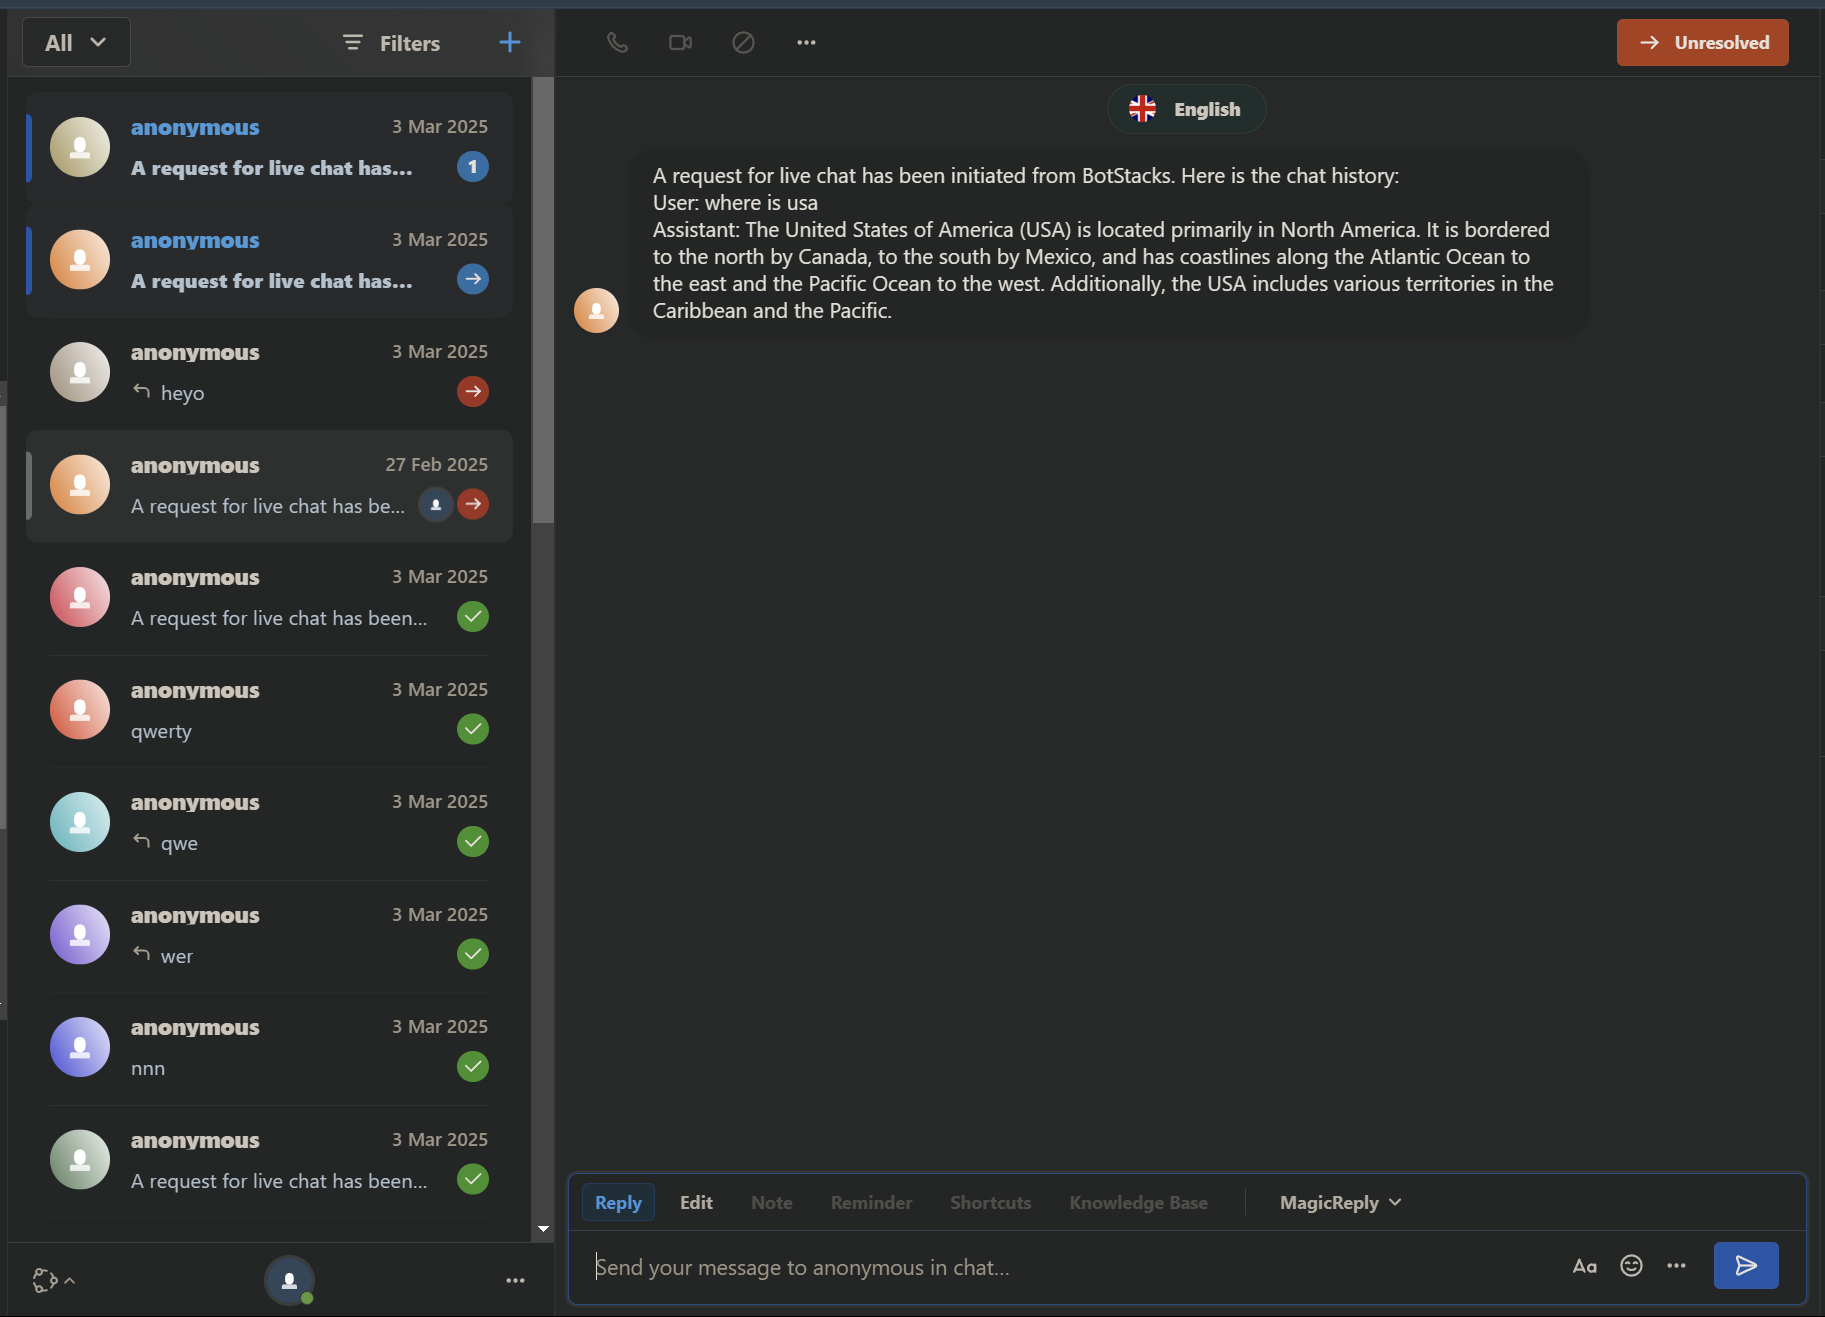 All
Filters
anonymous
3 Mar 2025
A request for live chat has...
1
anonymous
3 Mar 2025
A request for live chat has...
anonymous
3 Mar 2025
heyo
anonymous
27 Feb 2025
A request for live chat has be...
anonymous
3 Mar 2025
A request for live chat has been...
anonymous
3 Mar 2025
qwerty
anonymous
3 Mar 2025
qwe
anonymous
3 Mar 2025
wer
anonymous
3 Mar 2025
nnn
anonymous
3 Mar 2025
A request for live chat has been...
Unresolved
English
A request for live chat has been initiated from BotStacks. Here is the chat history:
User: where is usa
Assistant: The United States of America (USA) is located primarily in North America. It is bordered
to the north by Canada, to the south by Mexico, and has coastlines along the Atlantic Ocean to
the east and the Pacific Ocean to the west. Additionally, the USA includes various territories in the
Caribbean and the Pacific.
Reply Edit Note Reminder Shortcuts Knowledge Base MagicReply
Send your message to anonymous in chat...
Aa